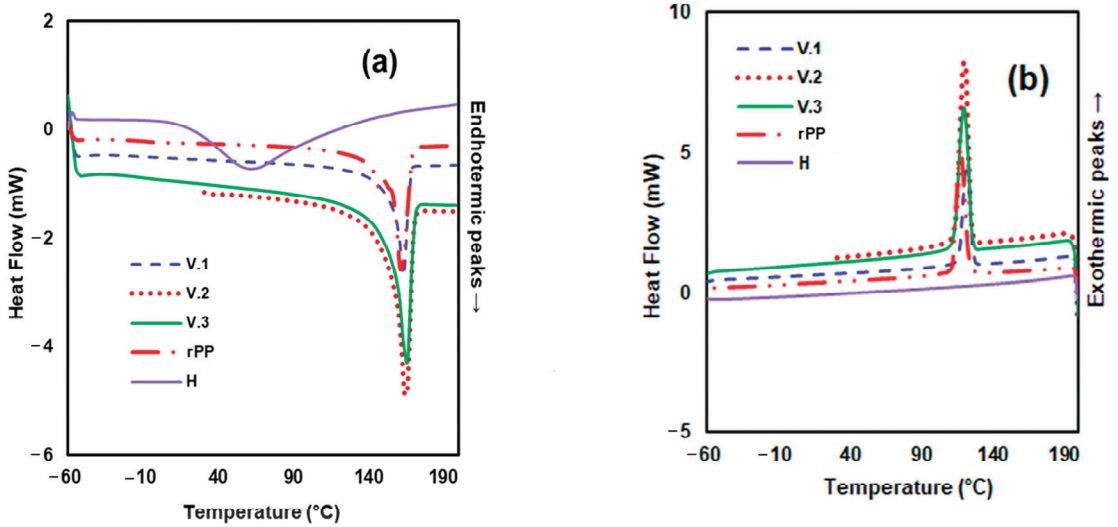 (a)
2
0
−2
−4
−6
−60
−10
40
90
140
190
Heat Flow (mW)
Temperature (°C)
Endhotermic peaks →
V.1
V.2
V.3
rPP
H
(b)
10
5
0
−5
−60
−10
40
90
140
190
Heat Flow (mW)
Temperature (°C)
Exothermic peaks →
V.1
V.2
V.3
rPP
H